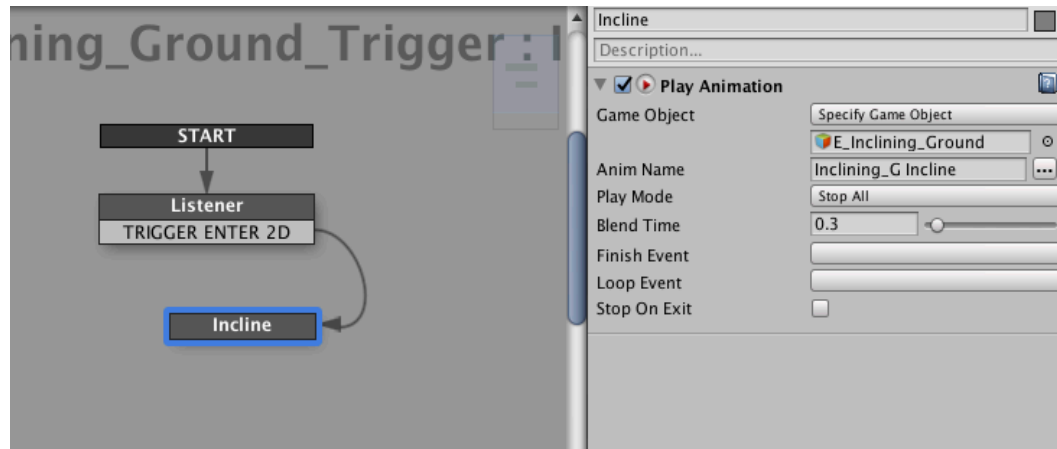 ning_Ground_Trigger : I
START
Listener
TRIGGER ENTER 2D
Incline
Incline
Description...
Play Animation
Game Object
Specify Game Object
E_Inclining_Ground
Anim Name
Inclining_G Incline
...
Play Mode
Stop All
Blend Time
0.3
Finish Event
Loop Event
Stop On Exit